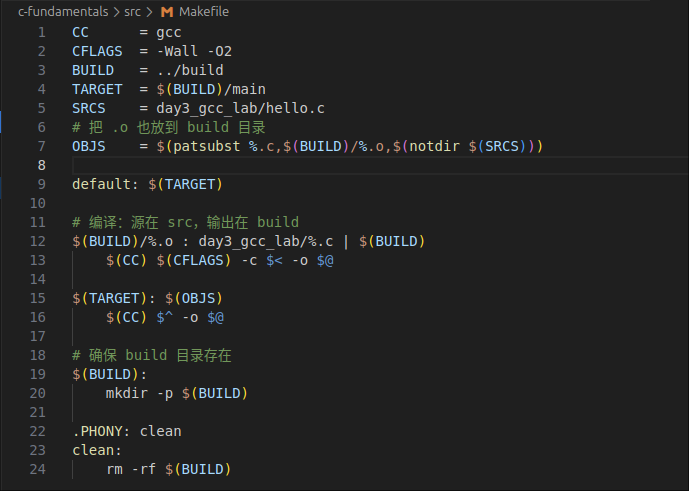 c-fundamentals > src > M Makefile
1 CC      = gcc
2 CFLAGS  = -Wall -O2
3 BUILD   = ../build
4 TARGET  = $(BUILD)/main
5 SRCS    = day3_gcc_lab/hello.c
6 # 把 .o 也放到 build 目录
7 OBJS    = $(patsubst %.c,$(BUILD)/%.o,$(notdir $(SRCS)))
8
9 default: $(TARGET)
10
11 # 编译：源在 src，输出在 build
12 $(BUILD)/%.o : day3_gcc_lab/%.c | $(BUILD)
13     $(CC) $(CFLAGS) -c $< -o $@
14
15 $(TARGET): $(OBJS)
16     $(CC) $^ -o $@
17
18 # 确保 build 目录存在
19 $(BUILD):
20     mkdir -p $(BUILD)
21
22 .PHONY: clean
23 clean:
24     rm -rf $(BUILD)